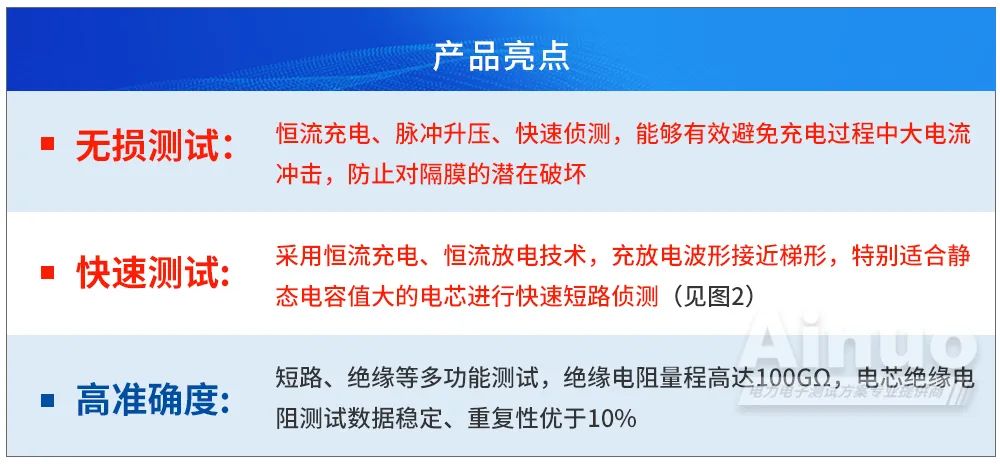 产品亮点
无损测试：
恒流充电、脉冲升压、快速侦测，能够有效避免充电过程中大电流
冲击，防止对隔膜的潜在破坏
快速测试：
采用恒流充电、恒流放电技术，充放电波形接近梯形，特别适合静
态电容值大的电芯进行快速短路侦测（见图2）
高准确度：
短路、绝缘等多功能测试，绝缘电阻量程高达100GΩ，电芯绝缘电
阻测试数据稳定、重复性优于10%
Ainuo
电力电子测试方案专业提供商